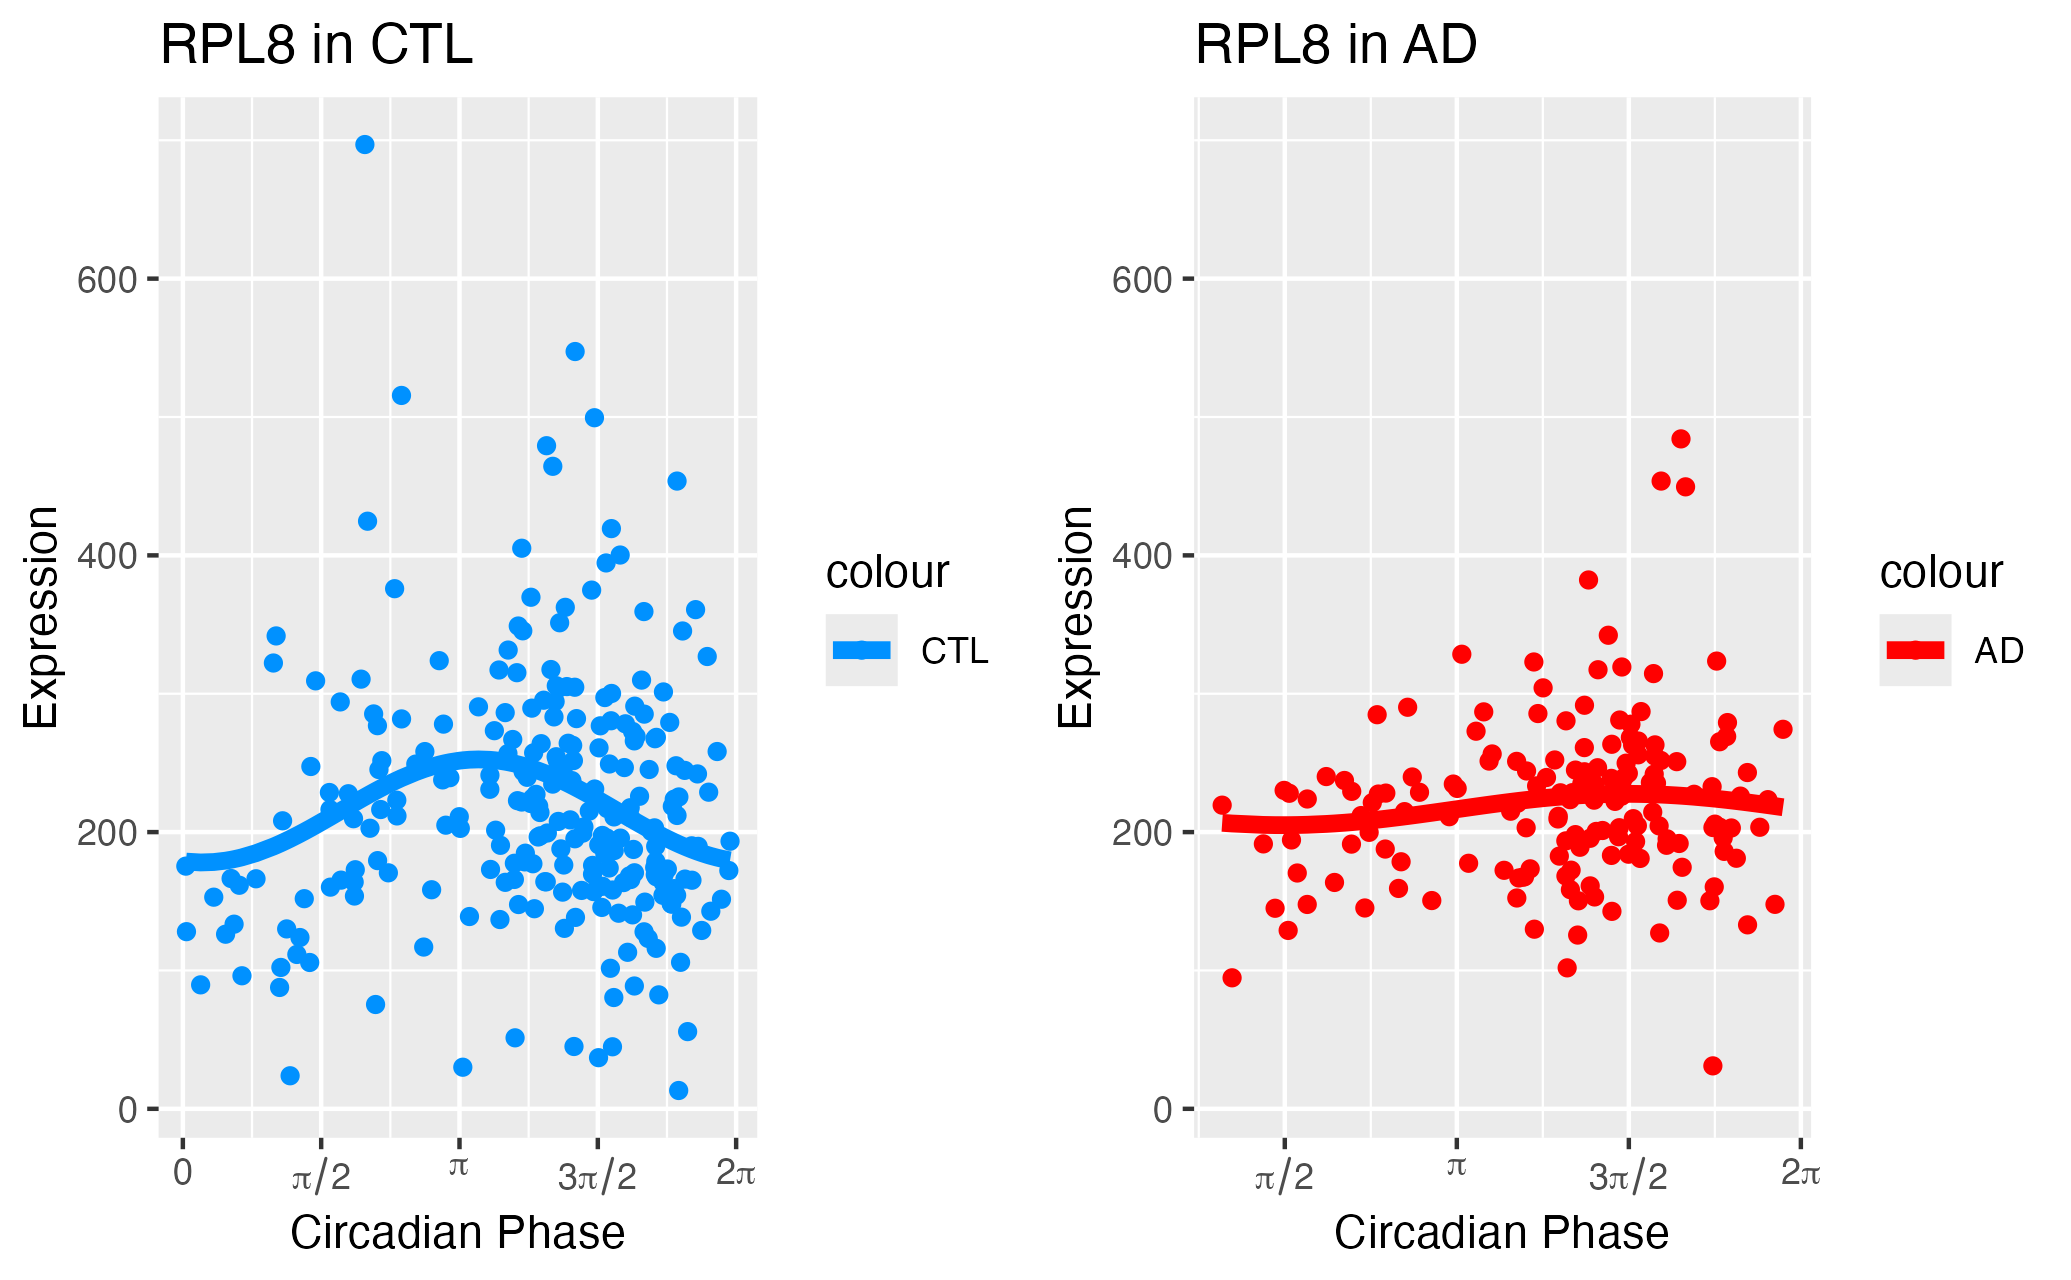 RPL8 in CTL
Expression
600
400
200
0
0 π/2 π 3π/2 2π
Circadian Phase
colour
CTL
RPL8 in AD
Expression
600
400
200
0
π/2 π 3π/2 2π
Circadian Phase
colour
AD